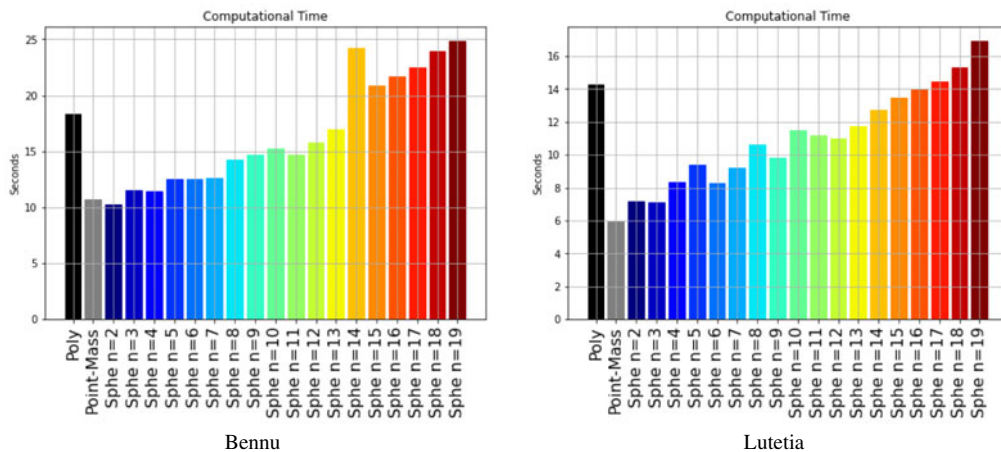 Computational Time
Seconds
25
20
15
10
5
0
Poly
Point-Mass
Sphe n=2
Sphe n=3
Sphe n=4
Sphe n=5
Sphe n=6
Sphe n=7
Sphe n=8
Sphe n=9
Sphe n=10
Sphe n=11
Sphe n=12
Sphe n=13
Sphe n=14
Sphe n=15
Sphe n=16
Sphe n=17
Sphe n=18
Sphe n=19
Bennu
Computational Time
Seconds
16
14
12
10
8
6
4
2
0
Poly
Point-Mass
Sphe n=2
Sphe n=3
Sphe n=4
Sphe n=5
Sphe n=6
Sphe n=7
Sphe n=8
Sphe n=9
Sphe n=10
Sphe n=11
Sphe n=12
Sphe n=13
Sphe n=14
Sphe n=15
Sphe n=16
Sphe n=17
Sphe n=18
Sphe n=19
Lutetia